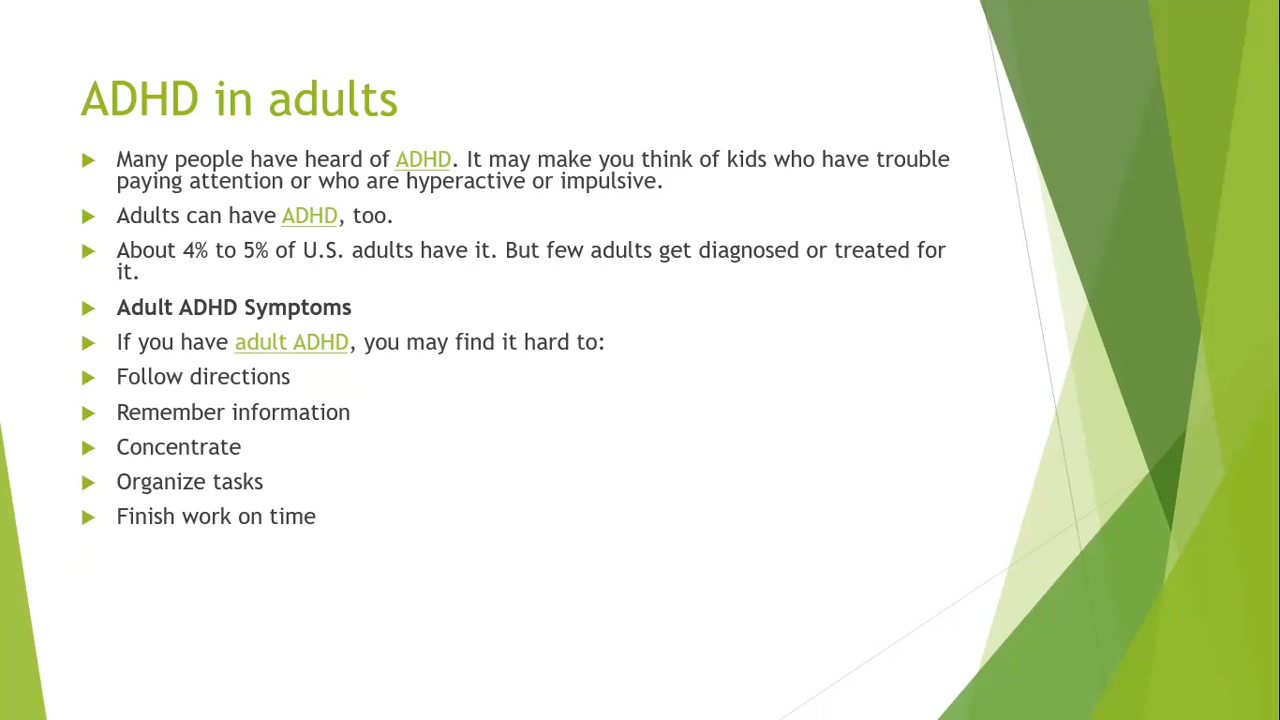 ADHD in adults
Many people have heard of ADHD. It may make you think of kids who have trouble
paying attention or who are hyperactive or impulsive.
Adults can have ADHD, too.
About 4% to 5% of U.S. adults have it. But few adults get diagnosed or treated for
it.
Adult ADHD Symptoms
If you have adult ADHD, you may find it hard to:
Follow directions
Remember information
Concentrate
Organize tasks
Finish work on time